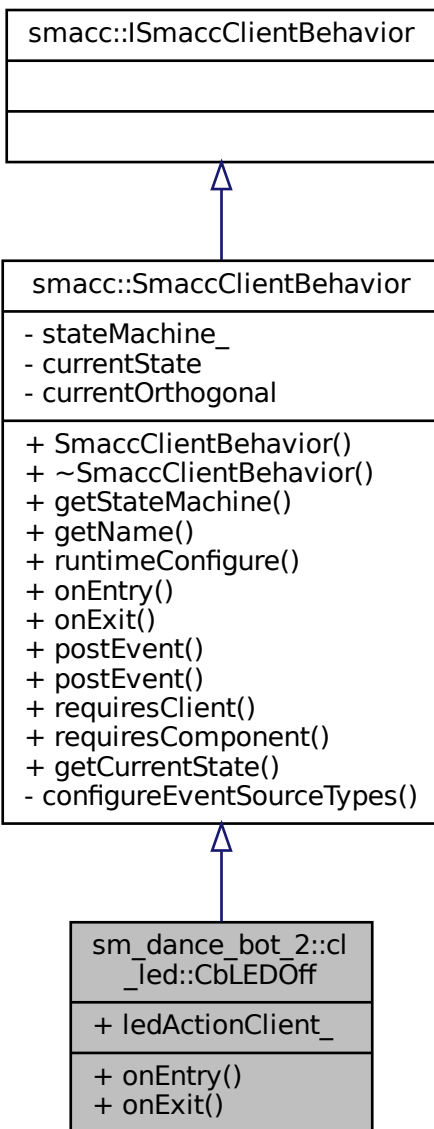 smacc::ISmaccClientBehavior
smacc::SmaccClientBehavior
- stateMachine_
- currentState
- currentOrthogonal
+ SmaccClientBehavior()
+ ~SmaccClientBehavior()
+ getStateMachine()
+ getName()
+ runtimeConfigure()
+ onEntry()
+ onExit()
+ postEvent()
+ postEvent()
+ requiresClient()
+ requiresComponent()
+ getCurrentState()
- configureEventSourceTypes()
sm_dance_bot_2::cl
_led::CbLEDOff
+ ledActionClient_
+ onEntry()
+ onExit()